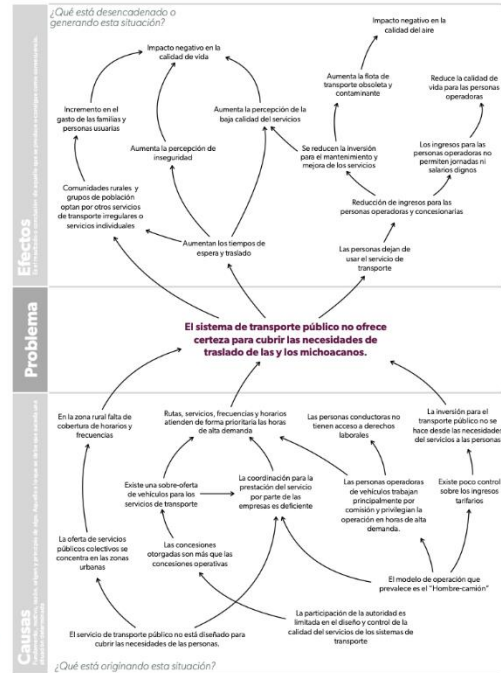 ¿Qué está desencadenado o
generando esta situación?
Impacto negativo en la
calidad del aire
Impacto negativo en la
calidad de vida
Aumenta la flota de
transporte obsoleta y
contaminante
Reduce la calidad de
vida para las personas
operadoras
Incremento en el
gasto de las familias y
personas usuarias
Aumenta la percepción de la
baja calidad del servicios
Aumenta la percepción de
inseguridad
Se reducen la inversión
para el mantenimiento y
mejora de los servicios
Los ingresos para las
personas operadoras no
permiten jornadas ni
salarios dignos
Comunidades rurales y
grupos de población
optan por otros servicios
de transporte irregulares o
servicios individuales
Reducción de ingresos para las
personas operadoras y concesionarias
Aumentan los tiempos de
espera y traslado
Las personas dejan de
usar el servicio de
transporte
Efectos
Problema
El sistema de transporte público no ofrece
certeza para cubrir las necesidades de
traslado de las y los michoacanos.
En la zona rural falta de
cobertura de horarios y
frecuencias
Rutas, servicios, frecuencias y horarios
atienden de forma prioritaria las horas
de alta demanda
Las personas conductoras no
tienen acceso a derechos
laborales
La inversión para el
transporte público no se
hace desde las necesidades
del servicios a las personas
Existe una sobre-oferta
de vehículos para los
servicios de transporte
La coordinación para la
prestación del servicio
por parte de las
empresas es deficiente
Las personas operadoras
de vehículos trabajan
principalmente por
comisión y privilegian la
operación en horas de alta
demanda.
Existe poco control
sobre los ingresos
tarifarios
La oferta de servicios
públicos colectivos se
concentra en las zonas
urbanas
Las concesiones
otorgadas son más que las
concesiones operativas
El modelo de operación que
prevalece es el "Hombre-camión"
El servicio de transporte público no está diseñado para
cubrir las necesidades de las personas.
La participación de la autoridad es
limitada en el diseño y control de la
calidad del servicios de los sistemas de
transporte
Causas
¿Qué está originando esta situación?